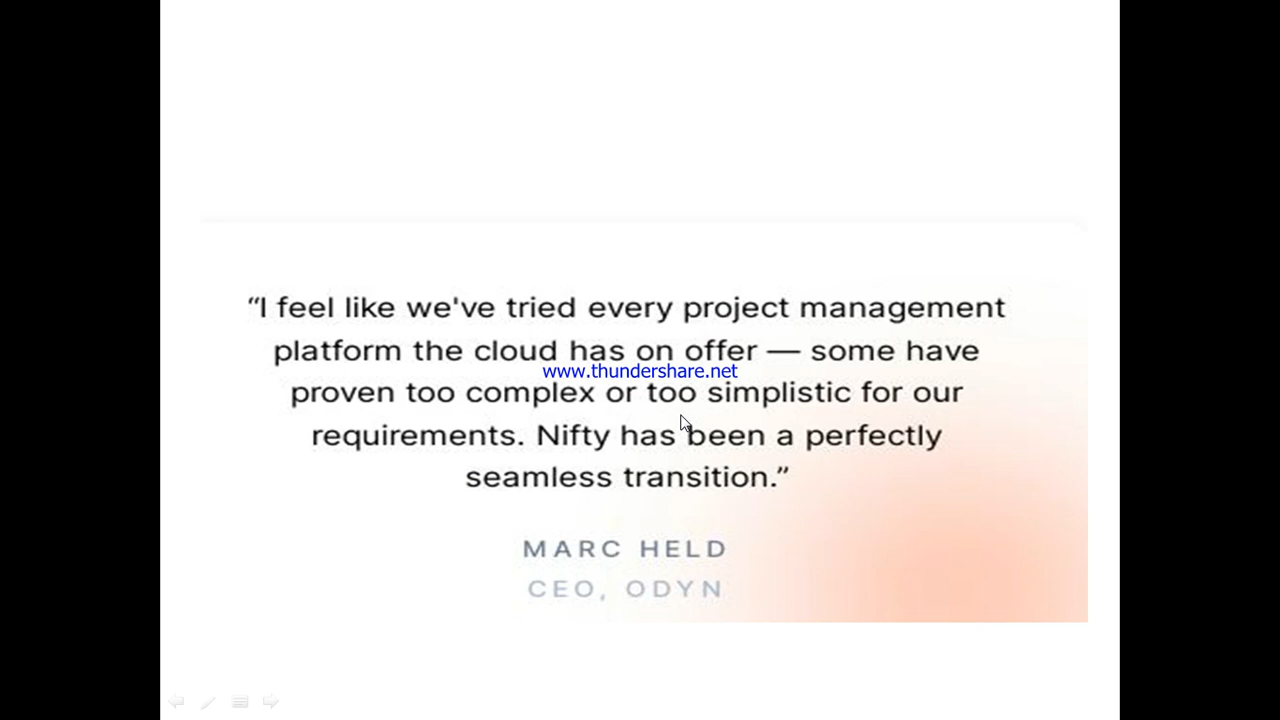 “I feel like we've tried every project management
platform the cloud has on offer — some have
www.thundershare.net
proven too complex or too simplistic for our
requirements. Nifty has been a perfectly
seamless transition.”
MARC HELD
CEO, ODYN